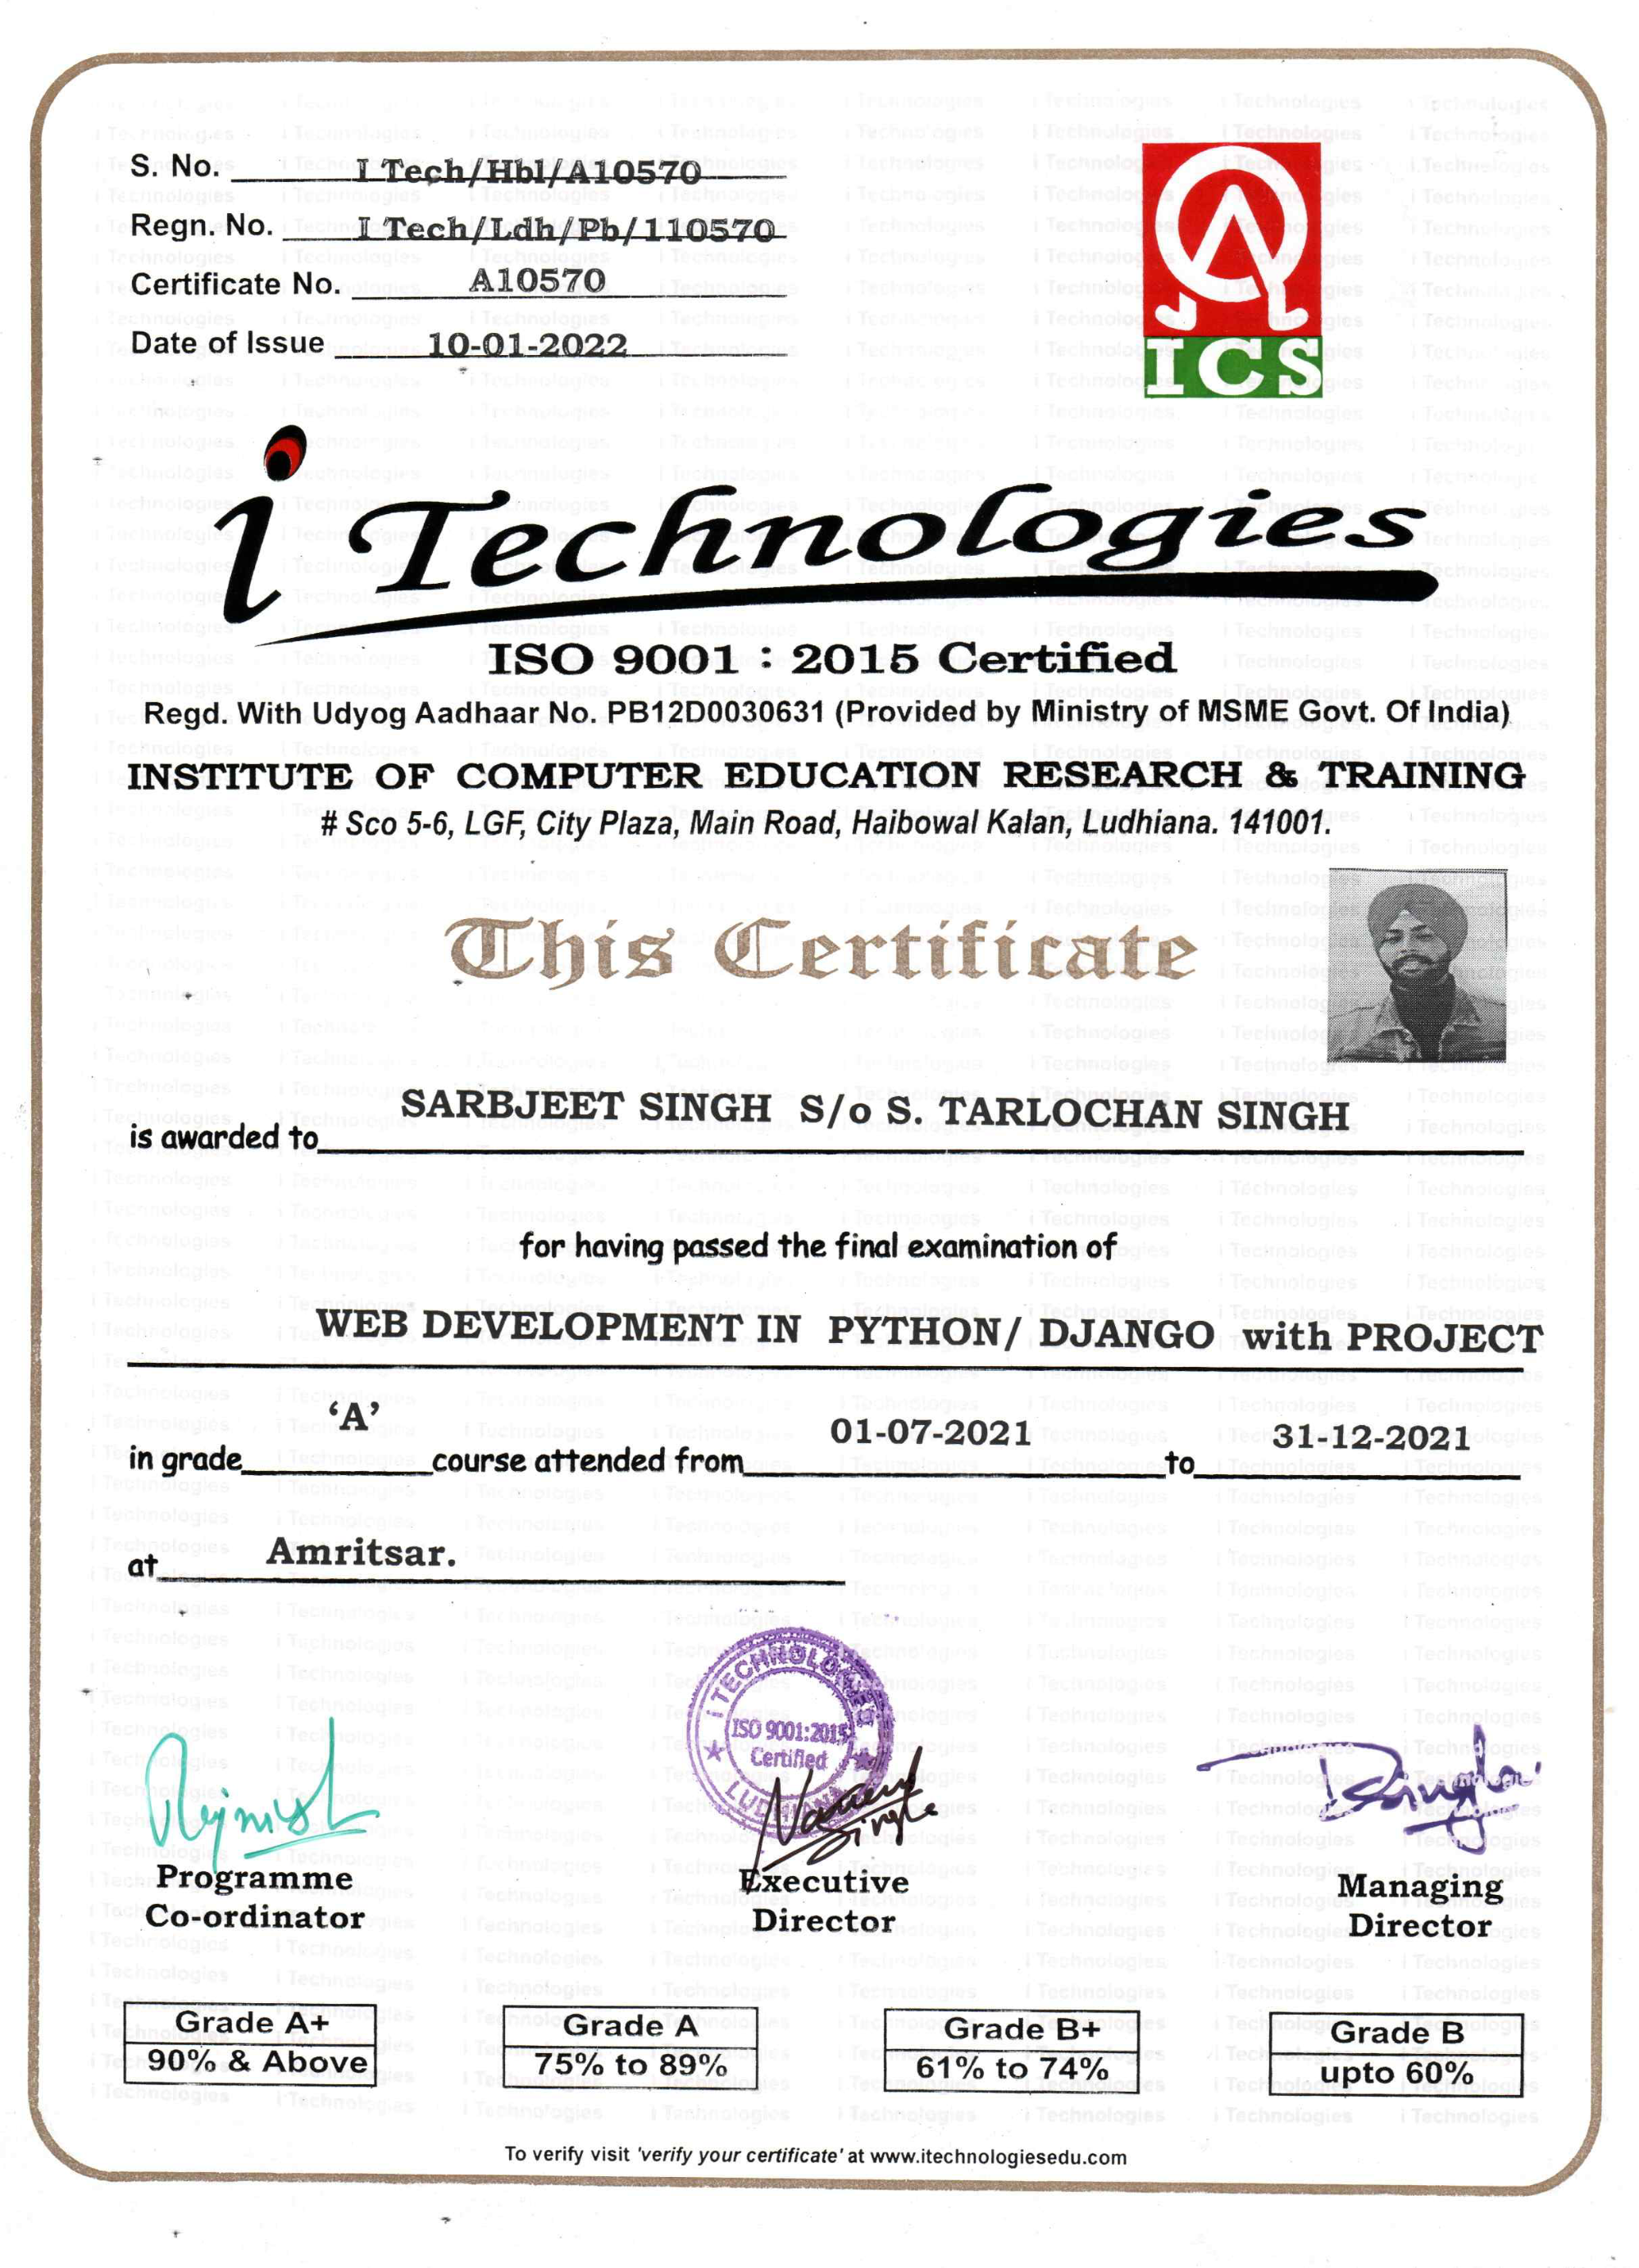 S. No. I Tech/Hbl/A10570
Regn. No. I Tech/Ldh/Pb/110570
Certificate No. A10570
Date of Issue 10-01-2022
A
ICS
i Technologies
ISO 9001 : 2015 Certified
Regd. With Udyog Aadhaar No. PB12D0030631 (Provided by Ministry of MSME Govt. Of India)
INSTITUTE OF COMPUTER EDUCATION RESEARCH & TRAINING
# Sco 5-6, LGF, City Plaza, Main Road, Haibowal Kalan, Ludhiana. 141001.
This Certificate
is awarded to SARBJEET SINGH S/o S. TARLOCHAN SINGH
for having passed the final examination of
WEB DEVELOPMENT IN PYTHON/ DJANGO with PROJECT
in grade 'A' course attended from 01-07-2021 to 31-12-2021
at Amritsar.
I TECHNOLOGIES
ISO 9001:2015
Certified
LUDHIANA
Singh
Programme
Co-ordinator
Executive
Director
Managing
Director
Grade A+
90% & Above
Grade A
75% to 89%
Grade B+
61% to 74%
Grade B
upto 60%
To verify visit 'verify your certificate' at www.itechnologiesedu.com